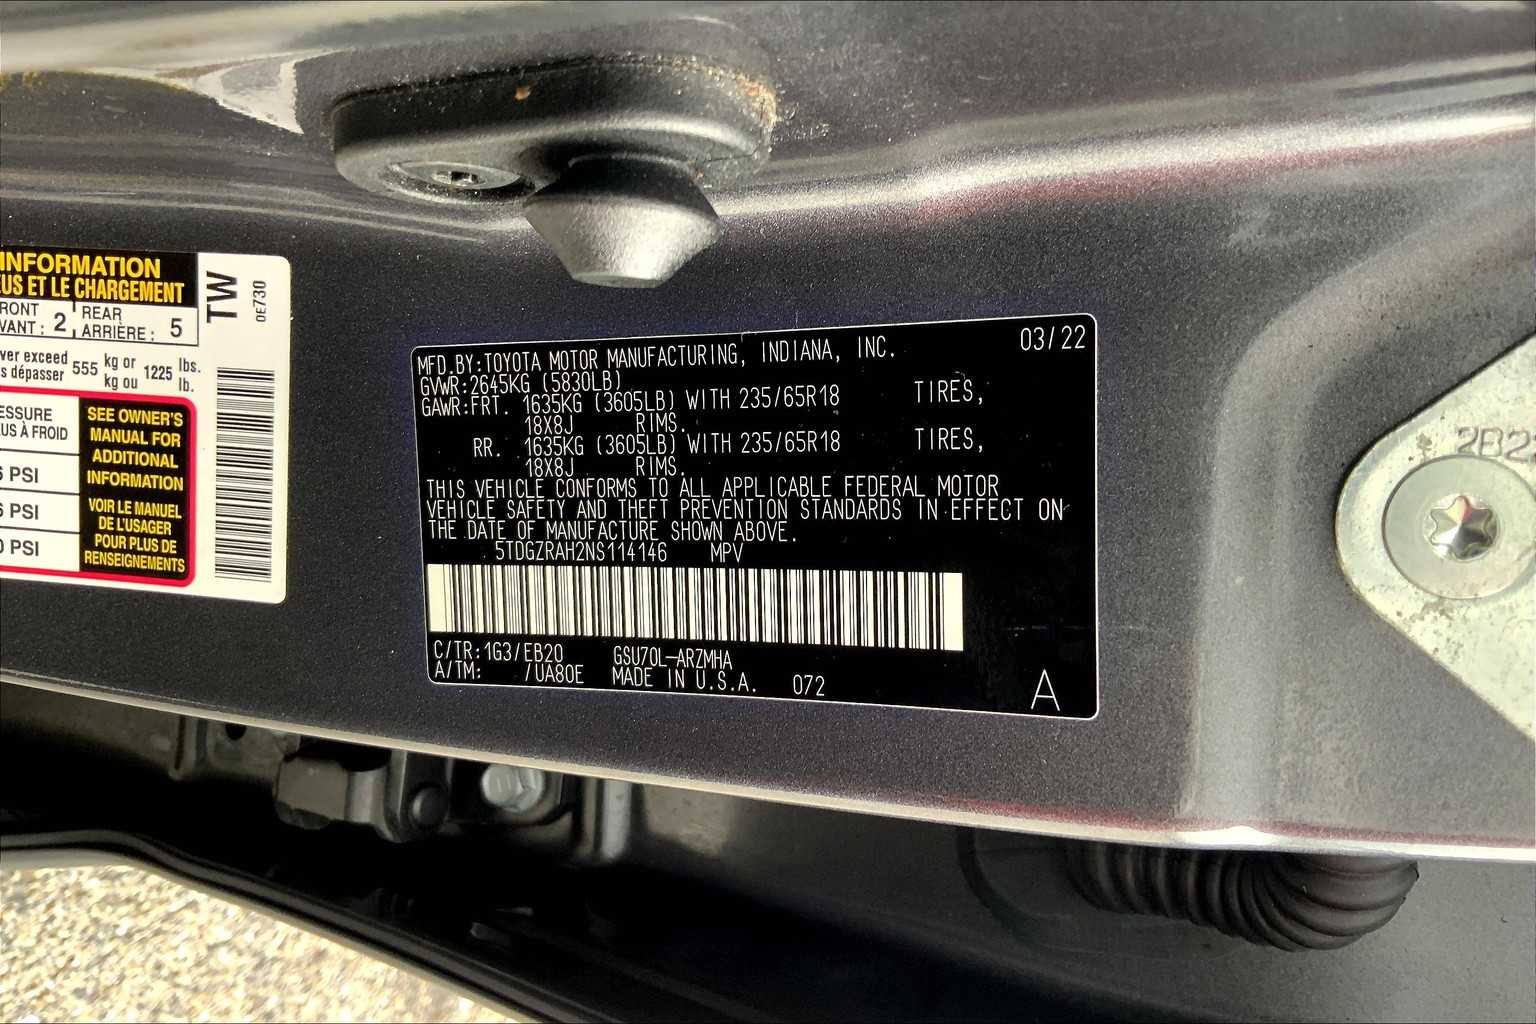 INFORMATION
EUS ET LE CHARGEMENT
TW
0E730
2
REAR
ARRIÈRE : 5
exceed
dépasser
555 kg or 1225 lbs.
kg ou lb.
À FROID
PSI
PSI
PSI
SEE OWNER'S
MANUAL FOR
ADDITIONAL
INFORMATION
VOIR LE MANUEL
DE L'USAGER
POUR PLUS DE
RENSEIGNEMENTS
MFD.BY:TOYOTA MOTOR MANUFACTURING, INDIANA, INC. 03/22
GVWR:2645KG (5830LB)
GAWR:FRT. 1635KG (3605LB) WITH 235/65R18 TIRES,
18X8J RIMS.
RR. 1635KG (3605LB) WITH 235/65R18 TIRES,
18X8J RIMS.
THIS VEHICLE CONFORMS TO ALL APPLICABLE FEDERAL MOTOR
VEHICLE SAFETY AND THEFT PREVENTION STANDARDS IN EFFECT ON
THE DATE OF MANUFACTURE SHOWN ABOVE.
5TDGZRAH2NS114146 MPV
C/TR:1G3/EB20 GSU70L-ARZMHA
A/TM: /UA80E MADE IN U.S.A. 072
A